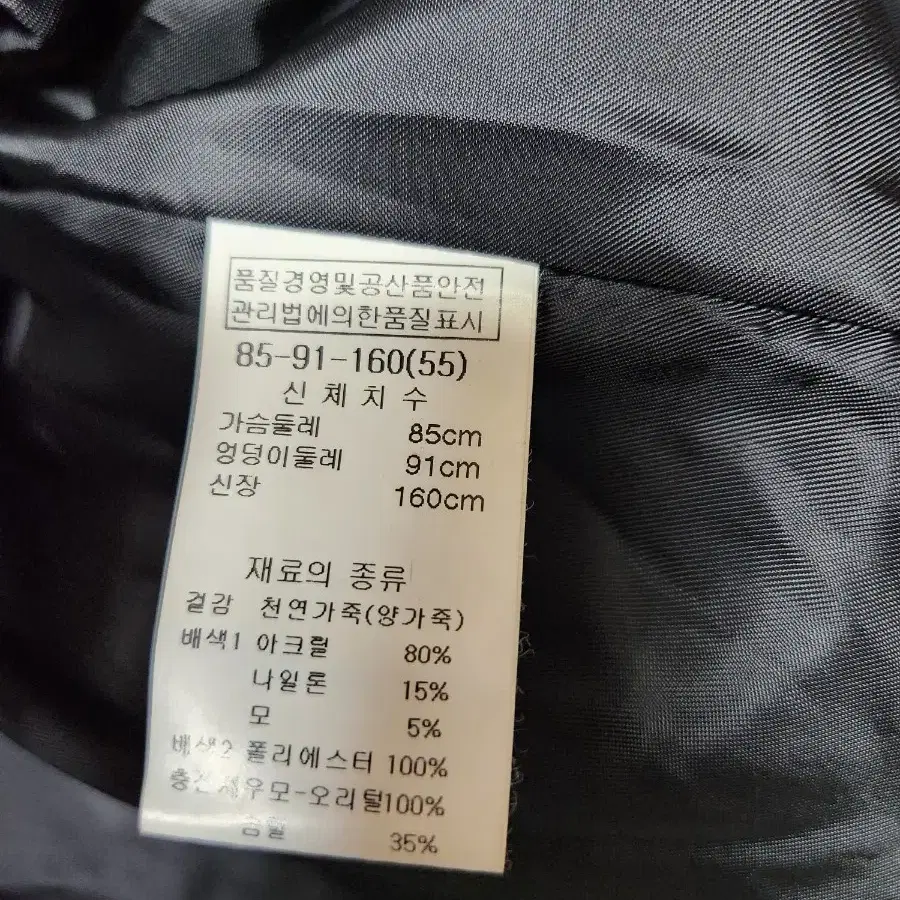 품질경영및공산품안전
관리법에의한품질표시
85-91-160(55)
신체치수
가슴둘레 85cm
엉덩이둘레 91cm
신장 160cm
재료의 종류
겉감 천연가죽(양가죽)
배색1 아크릴 80%
나일론 15%
모 5%
배색2 폴리에스터 100%
충전재우모-오리털100%
솜털 35%